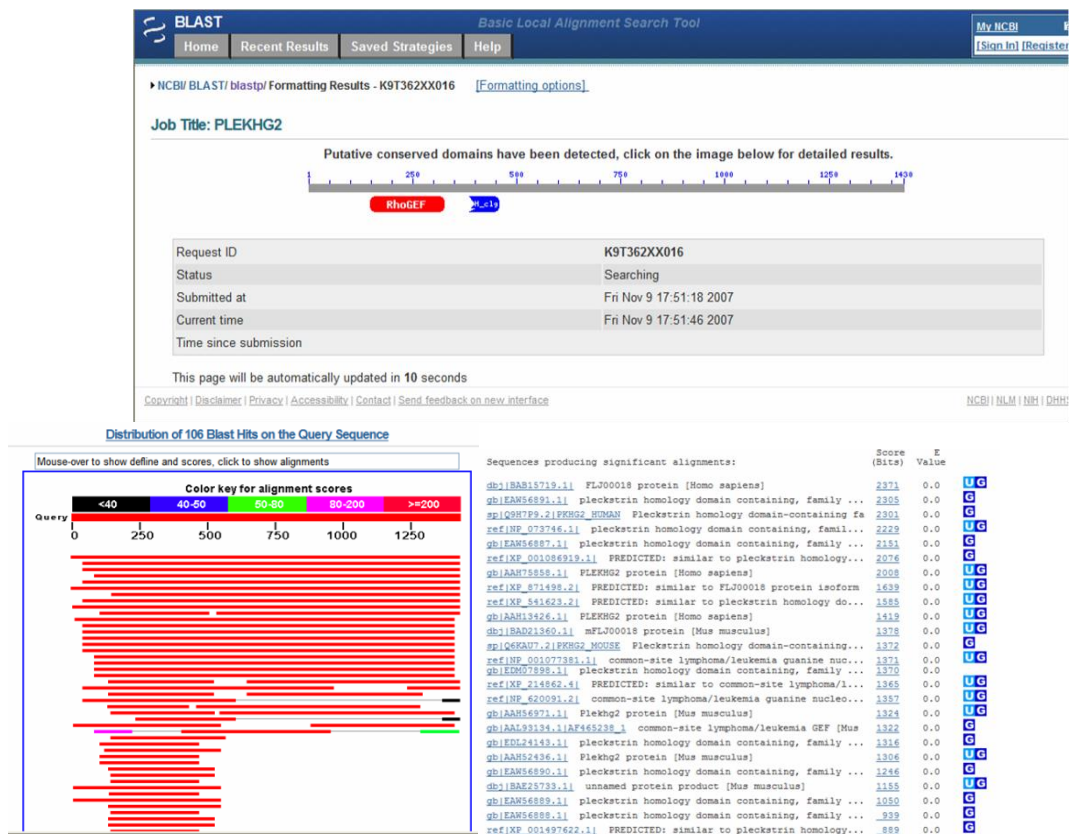 BLAST
Basic Local Alignment Search Tool
My NCBI
Home Recent Results Saved Strategies Help
[Sign In] [Register
NCBI/ BLAST/ blastp/ Formatting Results - K9T362XX016 [Formatting options]
Job Title: PLEKHG2
Putative conserved domains have been detected, click on the image below for detailed results.
1 250 500 750 1000 1250 1430
RhoGEF
Request ID K9T362XX016
Status Searching
Submitted at Fri Nov 9 17:51:18 2007
Current time Fri Nov 9 17:51:46 2007
Time since submission
This page will be automatically updated in 10 seconds
Copyright | Disclaimer | Privacy | Accessibility | Contact | Send feedback on new interface
NCBI | NLM | NIH | DHHS
Distribution of 106 Blast Hits on the Query Sequence
Mouse-over to show defline and scores, click to show alignments
Color key for alignment scores
<40 40-50 50-80 80-200 >=200
Query
0 250 500 750 1000 1250
Score E
Sequences producing significant alignments: (Bits) Value
dbj|BAB15719.1| FLJ00018 protein [Homo sapiens] 2371 0.0 U G
gb|EAW56891.1| pleckstrin homology domain containing, family ... 2305 0.0 G
sp|Q9H7P9.2|PKHG2_HUMAN Pleckstrin homology domain-containing fa 2301 0.0 G
ref|NP_073746.1| pleckstrin homology domain containing, famil... 2229 0.0 U G
gb|EAW56887.1| pleckstrin homology domain containing, family ... 2151 0.0 G
ref|XP_001086919.1| PREDICTED: similar to pleckstrin homology... 2076 0.0 U G
gb|AAH75858.1| PLEKHG2 protein [Homo sapiens] 2008 0.0 U G
ref|XP_871498.2| PREDICTED: similar to FLJ00018 protein isoform 1639 0.0 U G
ref|XP_541623.2| PREDICTED: similar to pleckstrin homology do... 1585 0.0 U G
gb|AAH13426.1| PLEKHG2 protein [Homo sapiens] 1419 0.0 U G
dbj|BAD21360.1| mFLJ00018 protein [Mus musculus] 1378 0.0 U G
sp|Q6KAU7.2|PKHG2_MOUSE Pleckstrin homology domain-containing... 1372 0.0 G
ref|NP_001077381.1| common-site lymphoma/leukemia guanine nuc... 1371 0.0 U G
gb|EDM07898.1| pleckstrin homology domain containing, family ... 1370 0.0
ref|XP_214862.4| PREDICTED: similar to common-site lymphoma/l... 1365 0.0 U G
ref|NP_620091.2| common-site lymphoma/leukemia guanine nucleo... 1357 0.0 U G
gb|AAH56971.1| Plekhg2 protein [Mus musculus] 1324 0.0 U G
gb|AAL93134.1|AF465238_1 common-site lymphoma/leukemia GEF [Mus 1322 0.0 G
gb|EDL24143.1| pleckstrin homology domain containing, family ... 1316 0.0 G
gb|AAH52436.1| Plekhg2 protein [Mus musculus] 1306 0.0 U G
gb|EAW56890.1| pleckstrin homology domain containing, family ... 1246 0.0 G
dbj|BAE25733.1| unnamed protein product [Mus musculus] 1155 0.0 U G
gb|EAW56889.1| pleckstrin homology domain containing, family ... 1050 0.0 G
gb|EAW56888.1| pleckstrin homology domain containing, family ... 939 0.0 G
ref|XP_001497622.1| PREDICTED: similar to pleckstrin homology... 889 0.0 G